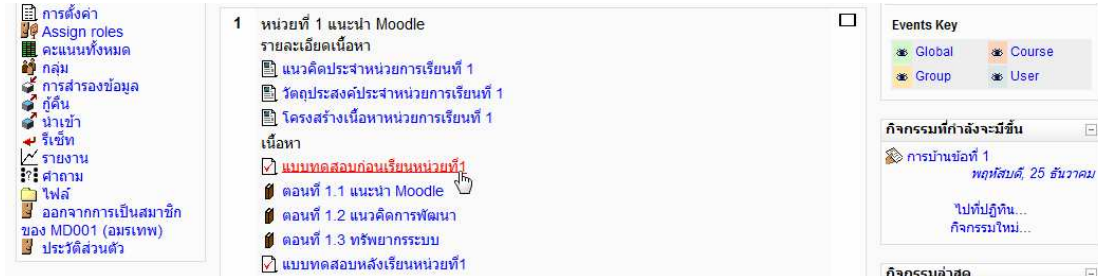 การตั้งค่า
Assign roles
คะแนนทั้งหมด
กลุ่ม
การสำรองข้อมูล
กู้คืน
นำเข้า
รีเซ็ท
รายงาน
คำถาม
ไฟล์
ออกจากการเป็นสมาชิก
ของ MD001 (อมรเทพ)
ประวัติส่วนตัว
1 หน่วยที่ 1 แนะนำ Moodle
รายละเอียดเนื้อหา
แนวคิดประจำหน่วยการเรียนที่ 1
วัตถุประสงค์ประจำหน่วยการเรียนที่ 1
โครงสร้างเนื้อหาหน่วยการเรียนที่ 1
เนื้อหา
แบบทดสอบก่อนเรียนหน่วยที่1
ตอนที่ 1.1 แนะนำ Moodle
ตอนที่ 1.2 แนวคิดการพัฒนา
ตอนที่ 1.3 ทรัพยากรระบบ
แบบทดสอบหลังเรียนหน่วยที่1
Events Key
Global Course
Group User
กิจกรรมที่กำลังจะมีขึ้น
การบ้านข้อที่ 1
พฤหัสบดี, 25 ธันวาคม
ไปที่ปฏิทิน...
กิจกรรมใหม่...
กิจกรรมล่าสุด